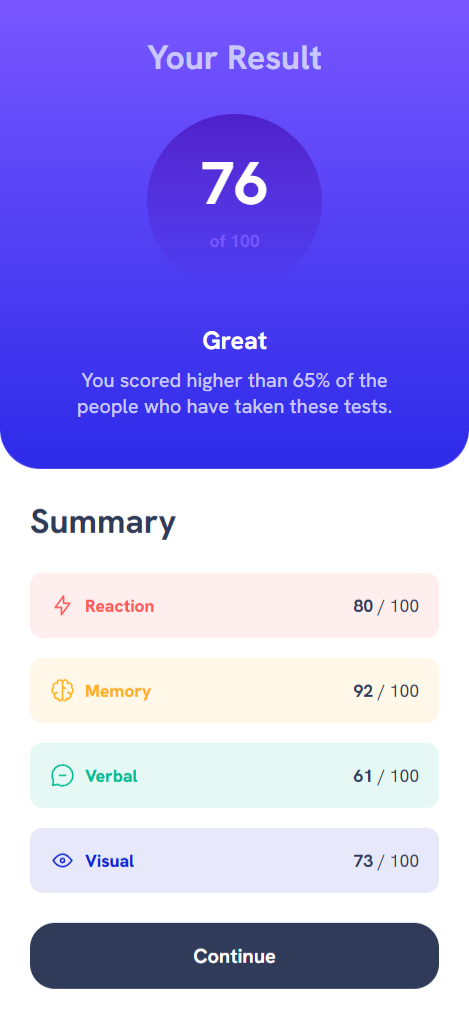 Your Result
76
of 100
Great
You scored higher than 65% of the
people who have taken these tests.
Summary
Reaction 80 / 100
Memory 92 / 100
Verbal 61 / 100
Visual 73 / 100
Continue